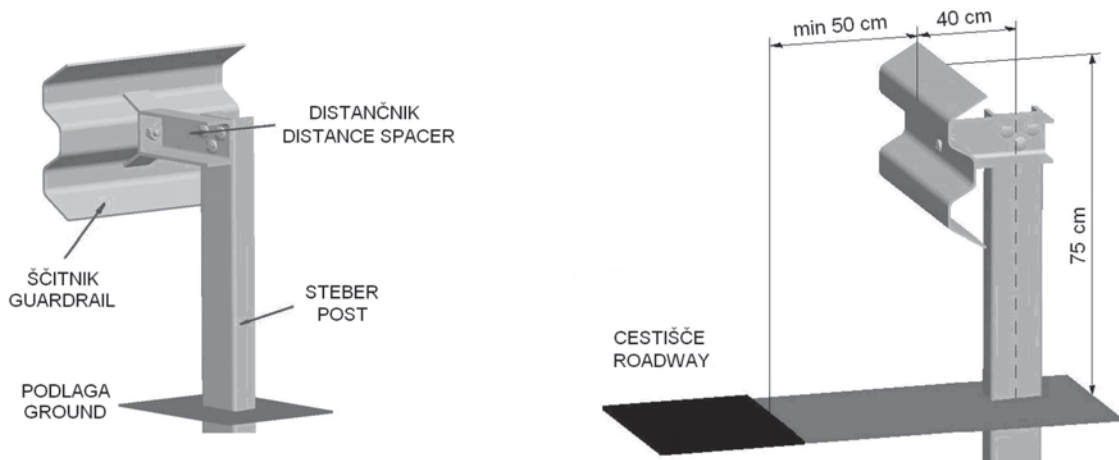 DISTANČNIK
DISTANCE SPACER
ŠČITNIK
GUARDRAIL
STEBER
POST
PODLAGA
GROUND
min 50 cm
40 cm
75 cm
CESTIŠČE
ROADWAY